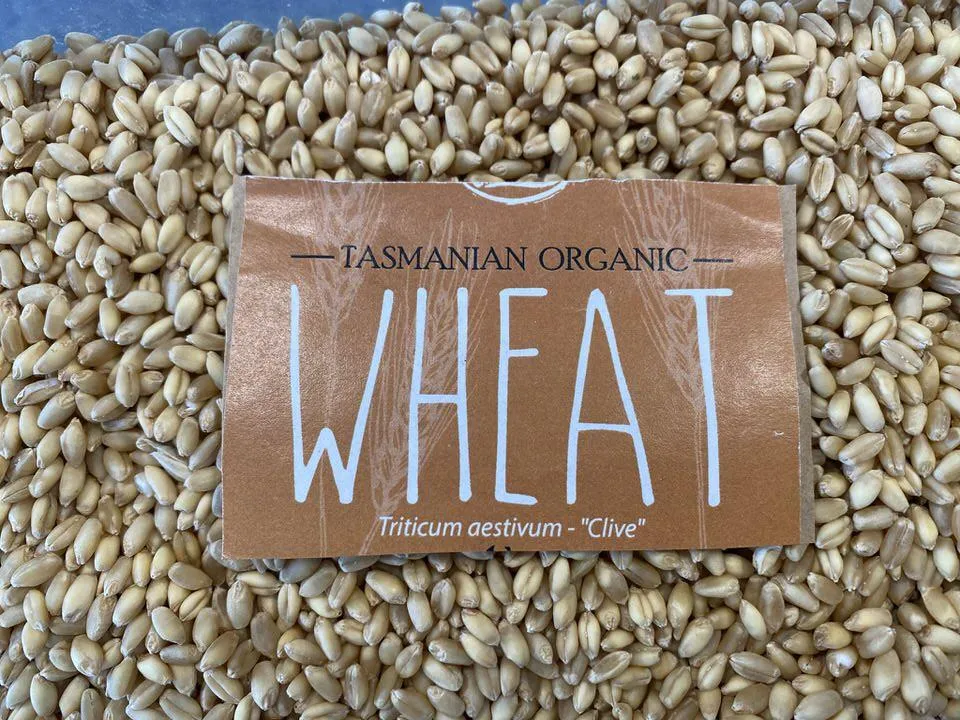 TASMANIAN ORGANIC
WHEAT
Triticum aestivum - "Clive"